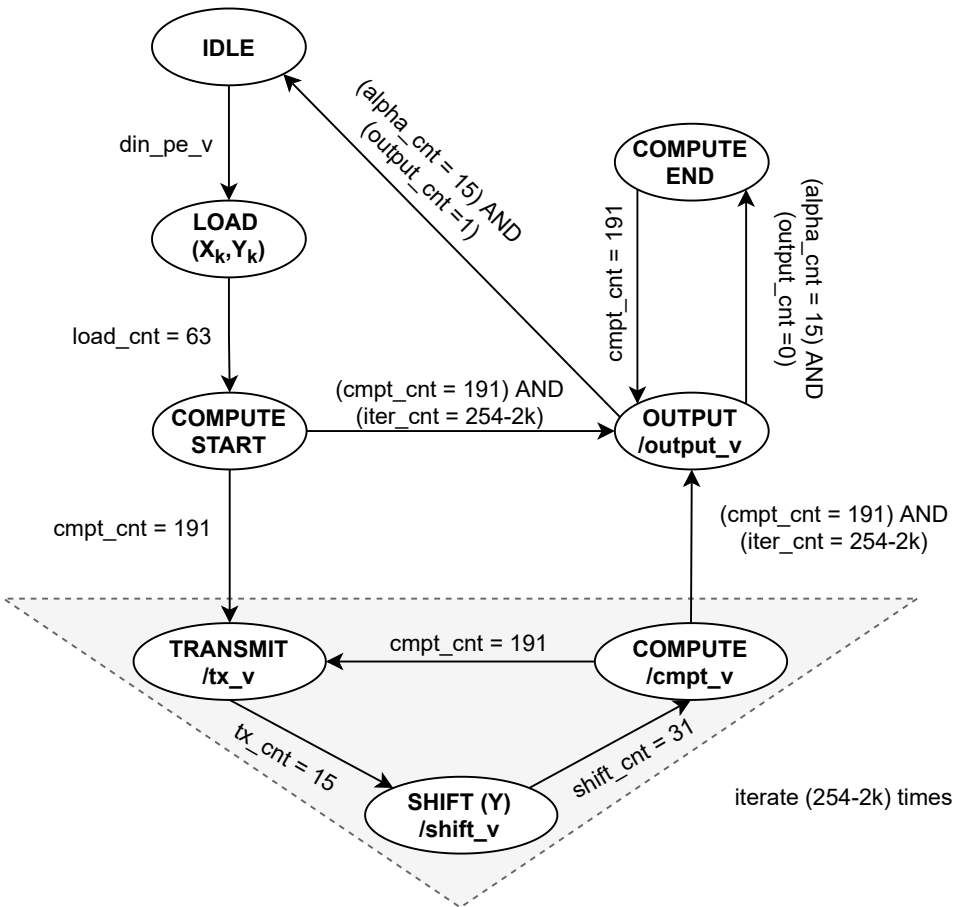 IDLE
din_pe_v
(alpha_cnt = 15) AND
(output_cnt =1)
COMPUTE
END
LOAD
(Xk,Yk)
cmpt_cnt = 191
(alpha_cnt = 15) AND
(output_cnt =0)
load_cnt = 63
COMPUTE
START
(cmpt_cnt = 191) AND
(iter_cnt = 254-2k)
OUTPUT
/output_v
cmpt_cnt = 191
(cmpt_cnt = 191) AND
(iter_cnt = 254-2k)
TRANSMIT
/tx_v
cmpt_cnt = 191
COMPUTE
/cmpt_v
tx_cnt = 15
shift_cnt = 31
SHIFT (Y)
/shift_v
iterate (254-2k) times